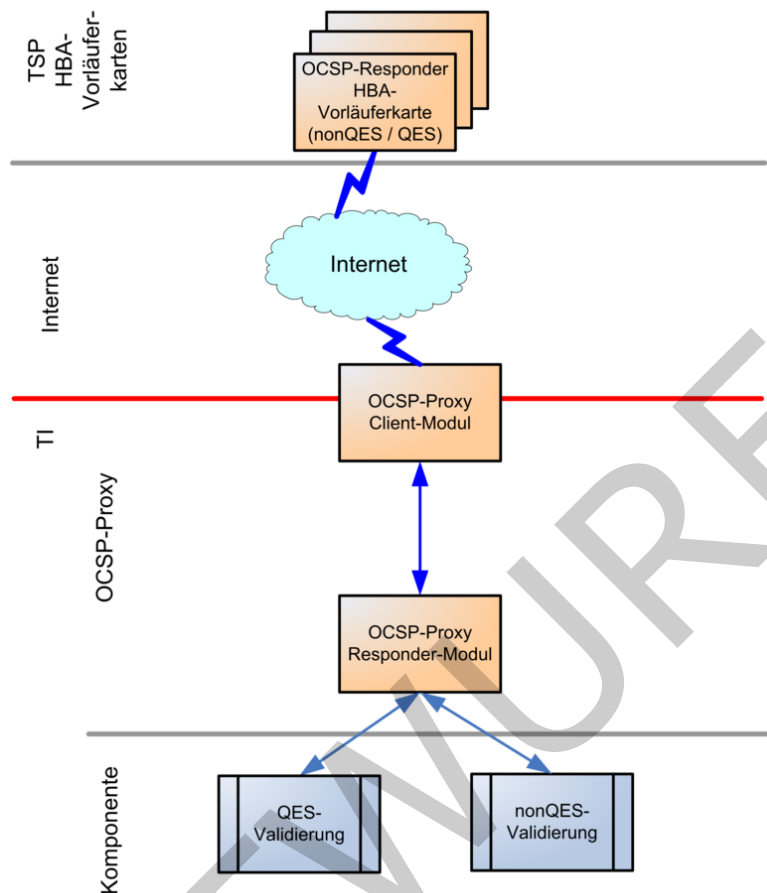 TSP
HBA-
Vorläufer-
karten
OCSP-Responder
HBA-
Vorläuferkarte
(nonQES / QES)
Internet
Internet
OCSP-Proxy
Client-Modul
TI
OCSP-Proxy
OCSP-Proxy
Responder-Modul
Komponente
QES-
Validierung
nonQES-
Validierung